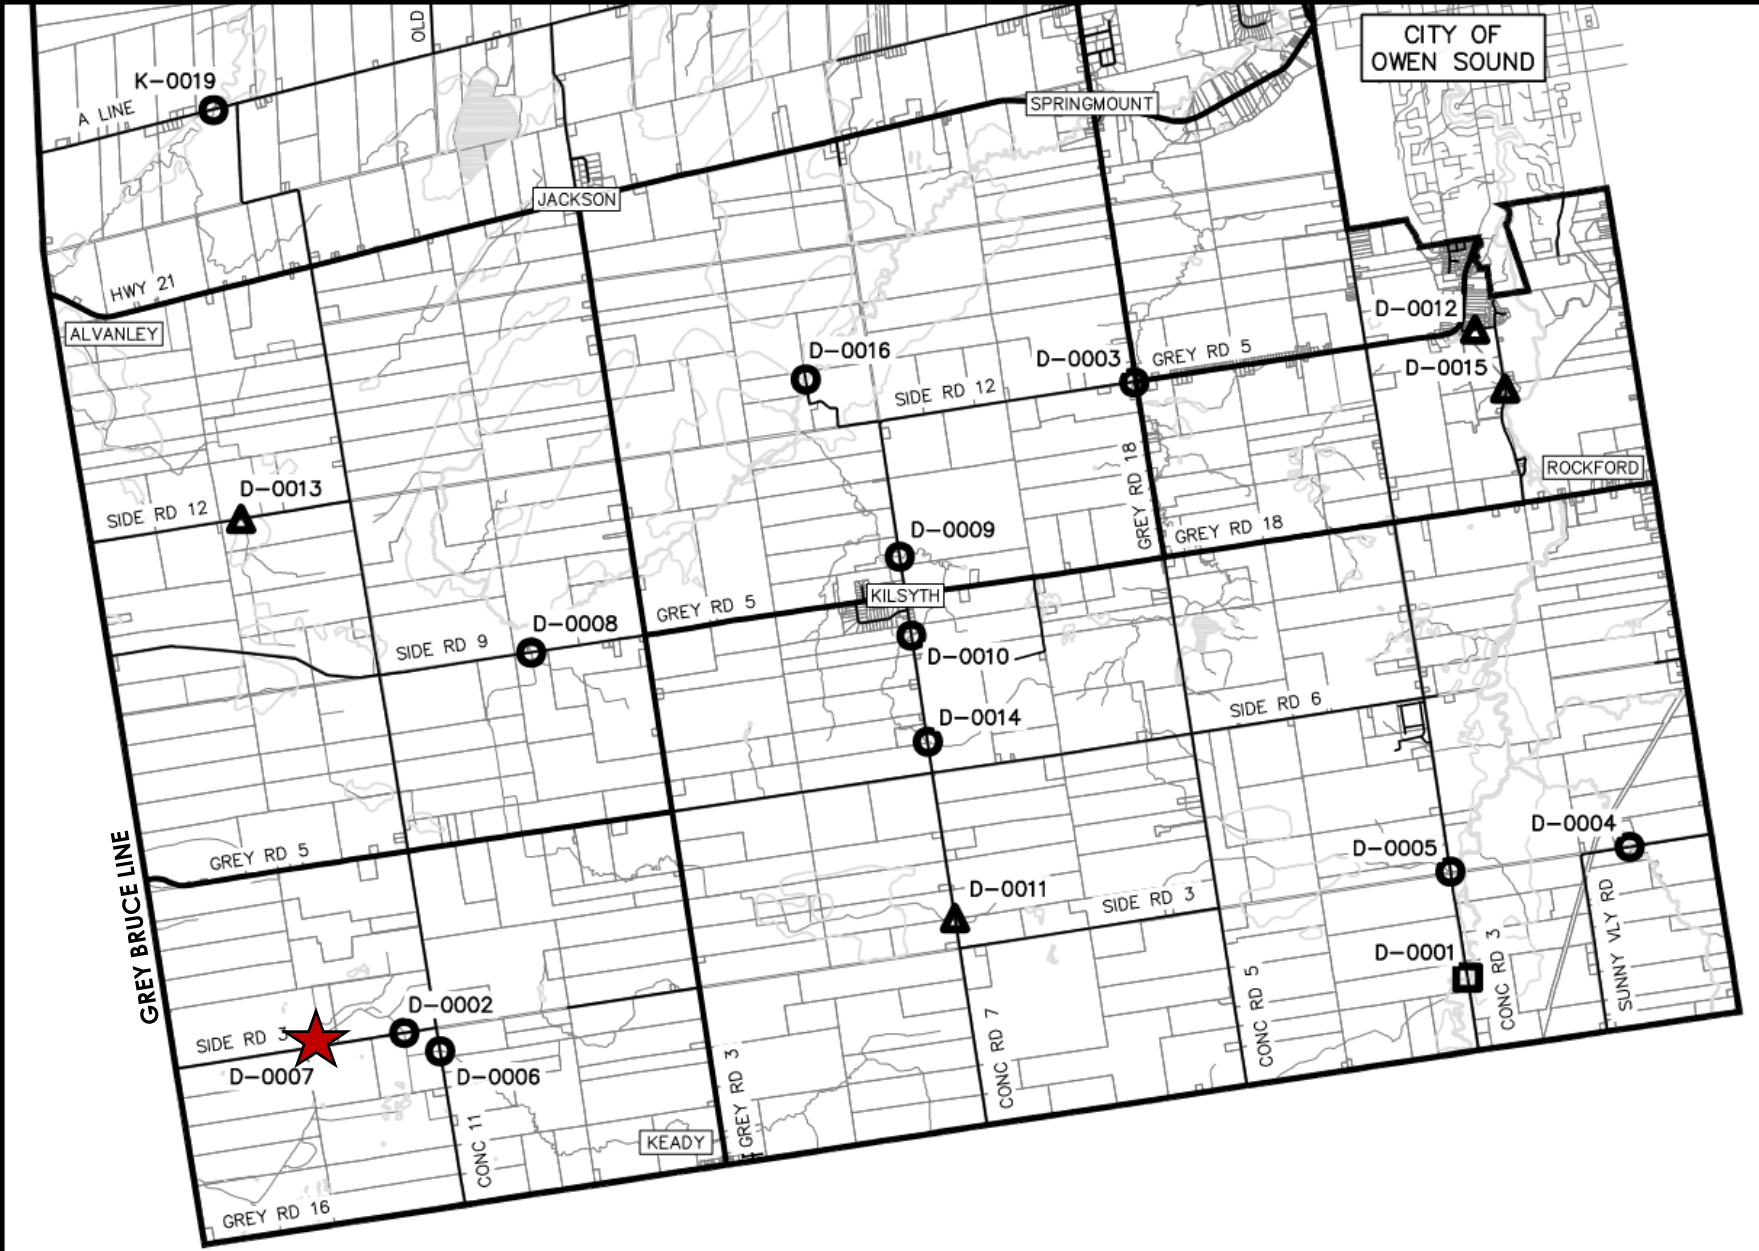 OLD
CITY OF
OWEN SOUND
K-0019
A LINE
SPRINGMOUNT
JACKSON
HWY 21
ALVANLEY
D-0012
D-0016
D-0003
GREY RD 5
D-0015
SIDE RD 12
GREY RD 18
ROCKFORD
D-0013
SIDE RD 12
D-0009
GREY RD 18
KILSYTH
GREY RD 5
D-0008
SIDE RD 9
D-0010
D-0014
SIDE RD 6
D-0004
D-0005
GREY RD 5
GREY BRUCE LINE
D-0011
SIDE RD 3
SUNNY VLY RD
D-0001
CONC RD 3
D-0002
SIDE RD 3
D-0007
D-0006
CONC RD 5
CONC RD 7
GREY RD 3
CONC 11
KEADY
GREY RD 16